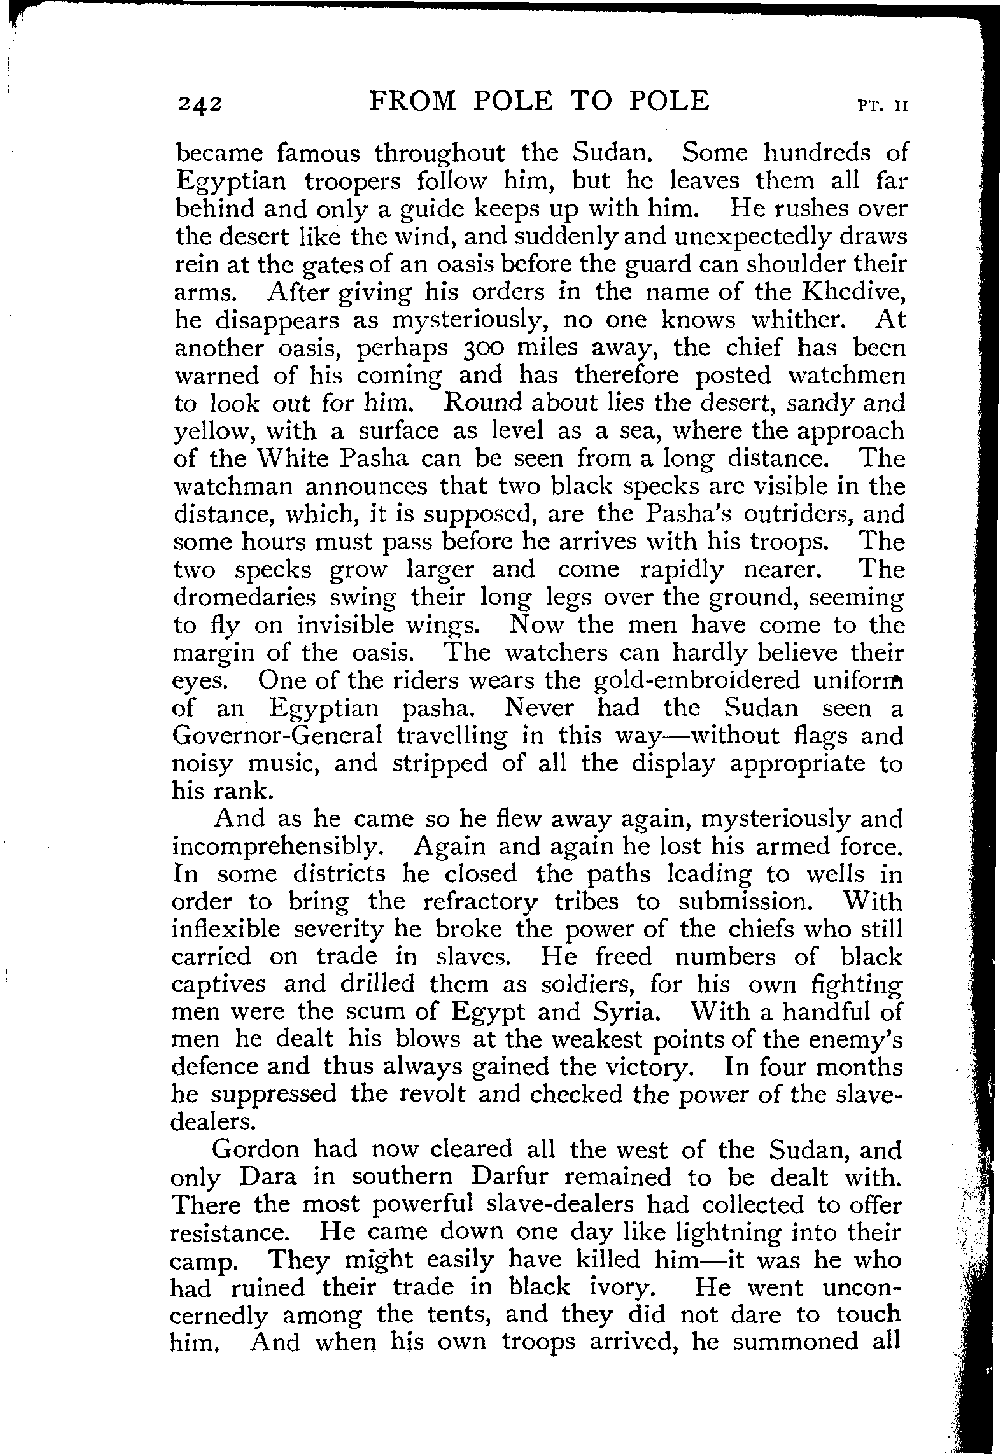 242 FROM POLE TO POLE PT. II
became famous throughout the Sudan. Some hundreds of
Egyptian troopers follow him, but he leaves them all far
behind and only a guide keeps up with him. He rushes over
the desert like the wind, and suddenly and unexpectedly draws
rein at the gates of an oasis before the guard can shoulder their
arms. After giving his orders in the name of the Khedive,
he disappears as mysteriously, no one knows whither. At
another oasis, perhaps 300 miles away, the chief has been
warned of his coming and has therefore posted watchmen
to look out for him. Round about lies the desert, sandy and
yellow, with a surface as level as a sea, where the approach
of the White Pasha can be seen from a long distance. The
watchman announces that two black specks are visible in the
distance, which, it is supposed, are the Pasha's outriders, and
some hours must pass before he arrives with his troops. The
two specks grow larger and come rapidly nearer. The
dromedaries swing their long legs over the ground, seeming
to fly on invisible wings. Now the men have come to the
margin of the oasis. The watchers can hardly believe their
eyes. One of the riders wears the gold-embroidered uniform
of an Egyptian pasha. Never had the Sudan seen a
Governor-General travelling in this way—without flags and
noisy music, and stripped of all the display appropriate to
his rank.
And as he came so he flew away again, mysteriously and
incomprehensibly. Again and again he lost his armed force.
In some districts he closed the paths leading to wells in
order to bring the refractory tribes to submission. With
inflexible severity he broke the power of the chiefs who still
carried on trade in slaves. He freed numbers of black
captives and drilled them as soldiers, for his own fighting
men were the scum of Egypt and Syria. With a handful of
men he dealt his blows at the weakest points of the enemy's
defence and thus always gained the victory. In four months
he suppressed the revolt and checked the power of the slave-
dealers.
Gordon had now cleared all the west of the Sudan, and
only Dara in southern Darfur remained to be dealt with.
There the most powerful slave-dealers had collected to offer
resistance. He came down one day like lightning into their
camp. They might easily have killed him—it was he who
had ruined their trade in black ivory. He went uncon-
cernedly among the tents, and they did not dare to touch
him. And when his own troops arrived, he summoned all